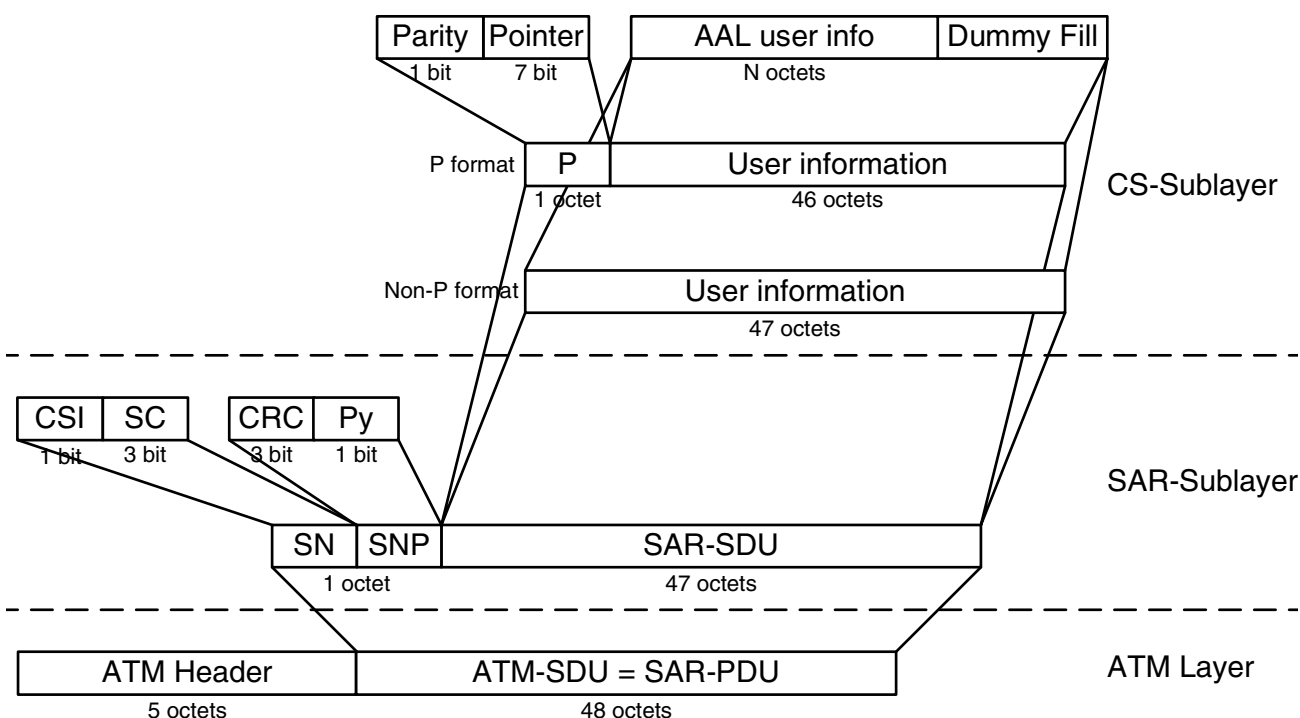 Parity Pointer AAL user info Dummy Fill
1 bit 7 bit N octets
P format P User information
1 octet 46 octets
CS-Sublayer
Non-P format User information
47 octets
CSI SC CRC Py
1 bit 3 bit 3 bit 1 bit
SAR-Sublayer
SN SNP SAR-SDU
1 octet 47 octets
ATM Header ATM-SDU = SAR-PDU ATM Layer
5 octets 48 octets